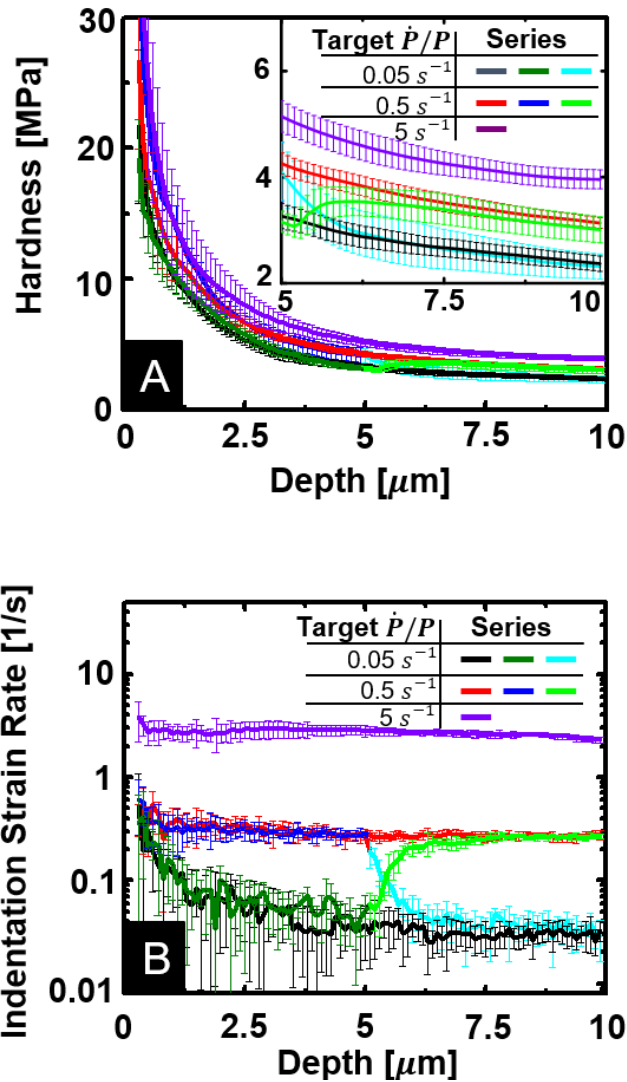 30
20
10
0
Hardness [MPa]
Target Ṗ/P Series
0.05 s⁻¹
0.5 s⁻¹
5 s⁻¹
6
4
2
5 7.5 10
A
0 2.5 5 7.5 10
Depth [μm]
Indentation Strain Rate [1/s]
10
1
0.1
0.01
Target Ṗ/P Series
0.05 s⁻¹
0.5 s⁻¹
5 s⁻¹
B
0 2.5 5 7.5 10
Depth [μm]